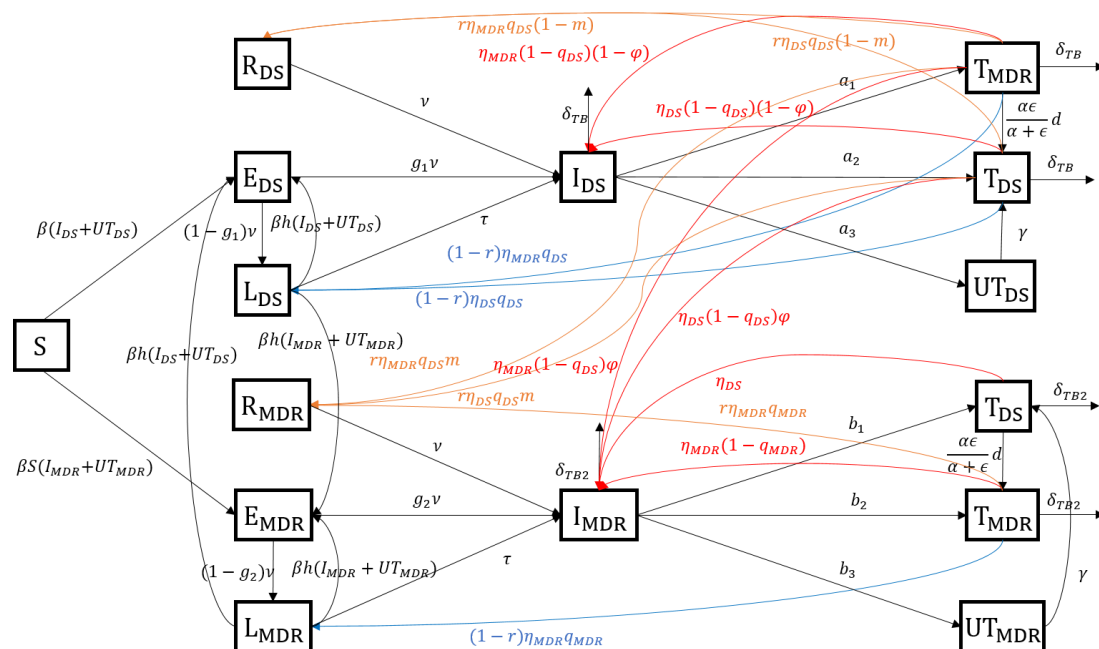 rη_MDR q_DS(1−m)
η_MDR(1−q_DS)(1−φ)
rη_DS q_DS(1−m)
R_DS
T_MDR
δ_TB
ν
a_1
δ_TB
η_DS(1−q_DS)(1−φ)
αϵ/(α+ϵ) d
E_DS
g_1ν
I_DS
a_2
T_DS
δ_TB
β(I_DS+UT_DS)
(1−g_1)ν
βh(I_DS+UT_DS)
τ
a_3
γ
(1−r)η_MDR q_DS
L_DS
(1−r)η_DS q_DS
UT_DS
S
βh(I_DS+UT_DS)
βh(I_MDR+UT_MDR)
η_DS(1−q_DS)φ
rη_MDR q_DS m
η_MDR(1−q_DS)φ
rη_DS q_DS m
η_DS
R_MDR
T_DS
δ_TB2
rη_MDR q_MDR
b_1
ν
η_MDR(1−q_MDR)
αϵ/(α+ϵ) d
βS(I_MDR+UT_MDR)
δ_TB2
E_MDR
g_2ν
I_MDR
b_2
T_MDR
δ_TB2
(1−g_2)ν
βh(I_MDR+UT_MDR)
τ
b_3
γ
L_MDR
(1−r)η_MDR q_MDR
UT_MDR